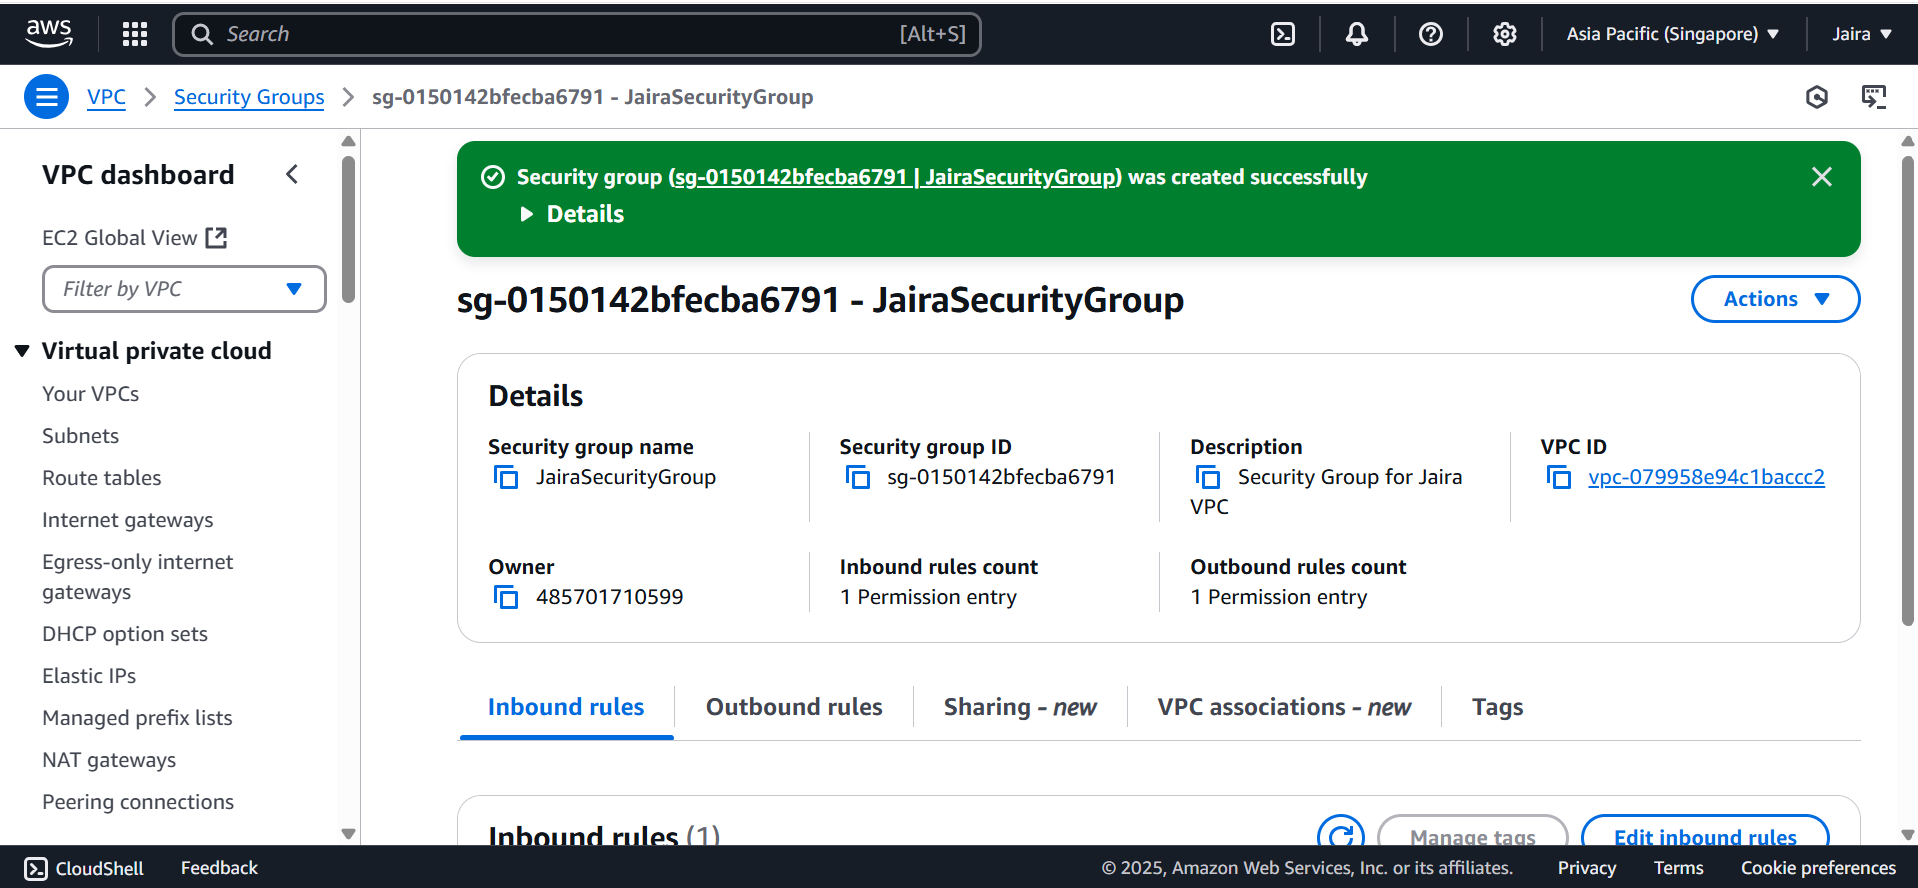 aws
Search
[Alt+S]
Asia Pacific (Singapore)
Jaira
VPC
Security Groups
sg-0150142bfecba6791 - JairaSecurityGroup
VPC dashboard
EC2 Global View
Filter by VPC
Virtual private cloud
Your VPCs
Subnets
Route tables
Internet gateways
Egress-only internet
gateways
DHCP option sets
Elastic IPs
Managed prefix lists
NAT gateways
Peering connections
Security group (sg-0150142bfecba6791 | JairaSecurityGroup) was created successfully
Details
sg-0150142bfecba6791 - JairaSecurityGroup
Actions
Details
Security group name
JairaSecurityGroup
Security group ID
sg-0150142bfecba6791
Description
Security Group for Jaira
VPC
VPC ID
vpc-079958e94c1baccc2
Owner
485701710599
Inbound rules count
1 Permission entry
Outbound rules count
1 Permission entry
Inbound rules
Outbound rules
Sharing - new
VPC associations - new
Tags
Inbound rules (1)
Manage tags
Edit inbound rules
CloudShell
Feedback
© 2025, Amazon Web Services, Inc. or its affiliates.
Privacy
Terms
Cookie preferences